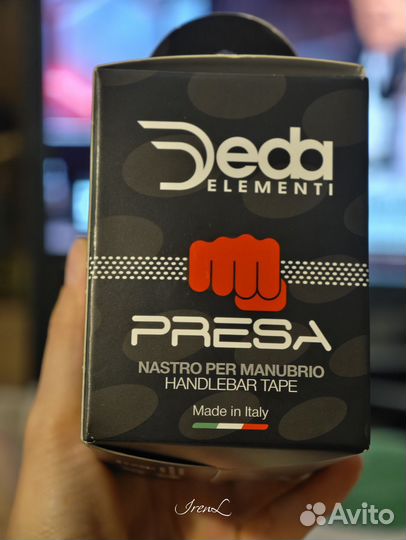 Deda
ELEMENTI
PRESA
NASTRO PER MANUBRIO
HANDLEBAR TAPE
Made in Italy
IrenL
Avito